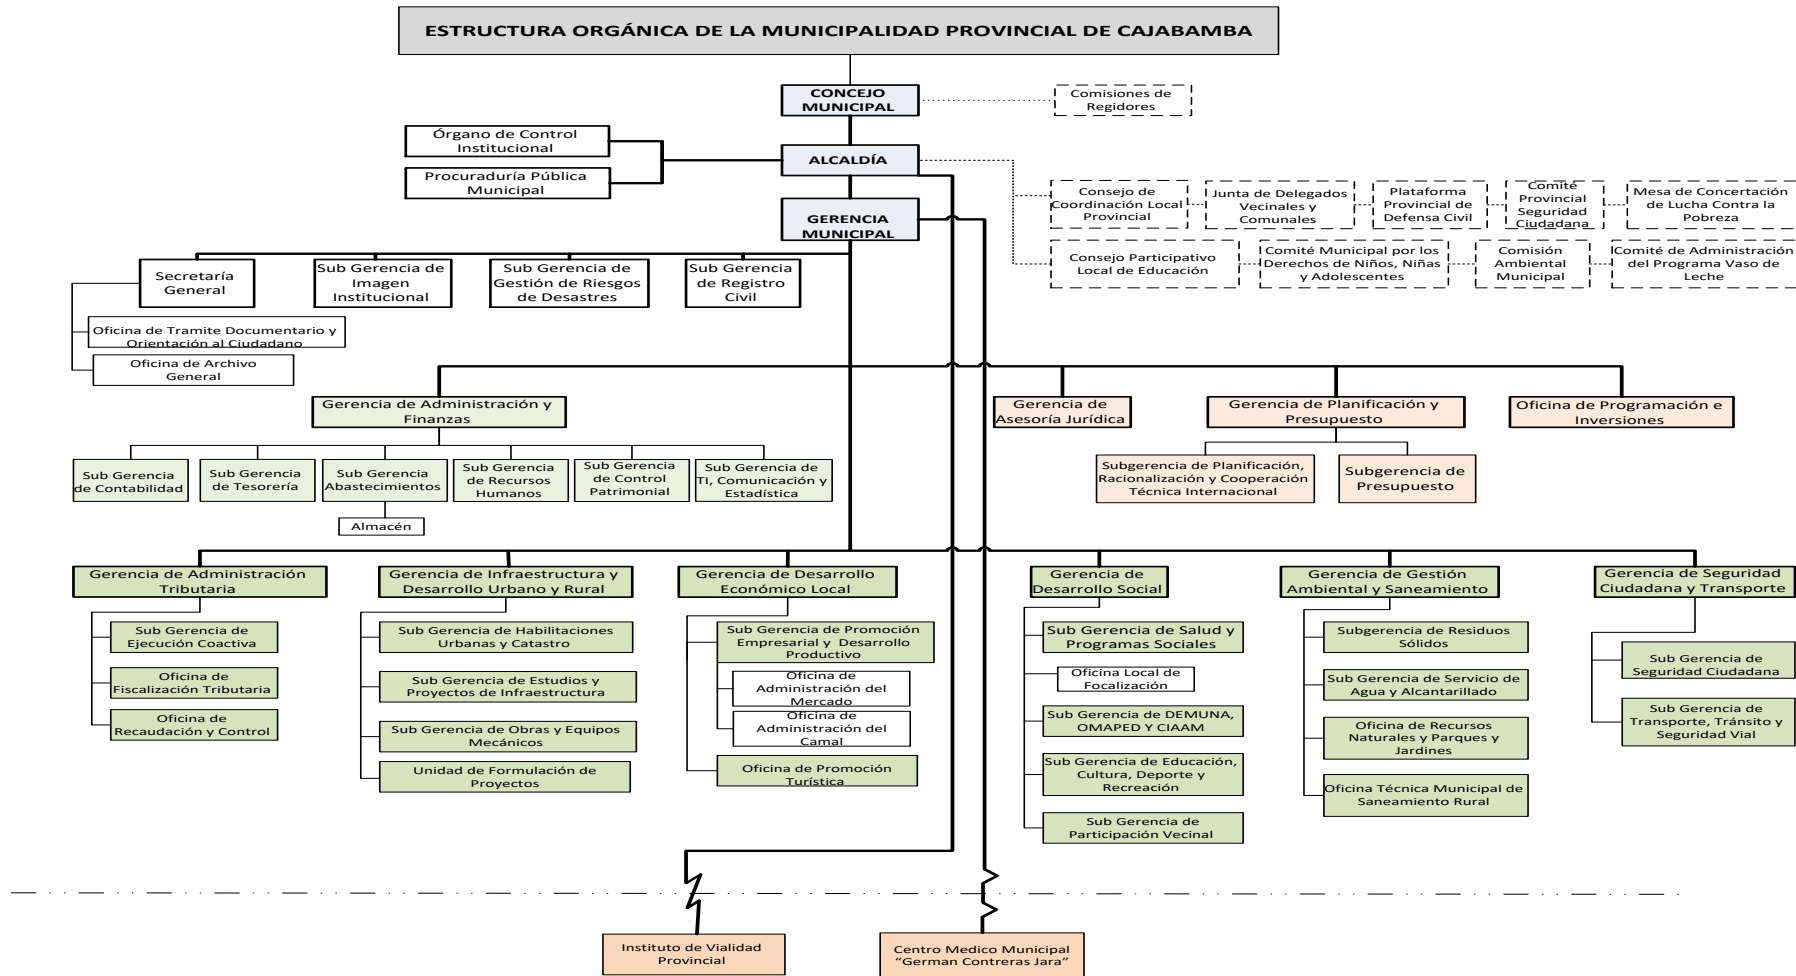 ESTRUCTURA ORGÁNICA DE LA MUNICIPALIDAD PROVINCIAL DE CAJABAMBA
CONCEJO
MUNICIPAL
Comisiones de
Regidores
Órgano de Control
Institucional
ALCALDÍA
Procuraduría Pública
Municipal
GERENCIA
MUNICIPAL
Consejo de
Coordinación Local
Provincial
Junta de Delegados
Vecinales y
Comunales
Plataforma
Provincial de
Defensa Civil
Comité
Provincial
Seguridad
Ciudadana
Mesa de Concertación
de Lucha Contra la
Pobreza
Consejo Participativo
Local de Educación
Comité Municipal por los
Derechos de Niños, Niñas
y Adolescentes
Comisión
Ambiental
Municipal
Comité de Administración
del Programa Vaso de
Leche
Secretaría
General
Sub Gerencia de
Imagen
Institucional
Sub Gerencia de
Gestión de Riesgos
de Desastres
Sub Gerencia
de Registro
Civil
Oficina de Tramite Documentario y
Orientación al Ciudadano
Oficina de Archivo
General
Gerencia de Administración y
Finanzas
Gerencia de
Asesoría Jurídica
Gerencia de Planificación y
Presupuesto
Oficina de Programación e
Inversiones
Sub Gerencia
de Contabilidad
Sub Gerencia
de Tesorería
Sub Gerencia
Abastecimientos
Sub Gerencia
de Recursos
Humanos
Sub Gerencia
de Control
Patrimonial
Sub Gerencia de
TI, Comunicación y
Estadística
Subgerencia de Planificación,
Racionalización y Cooperación
Técnica Internacional
Subgerencia de
Presupuesto
Almacén
Gerencia de Administración
Tributaria
Gerencia de Infraestructura y
Desarrollo Urbano y Rural
Gerencia de Desarrollo
Económico Local
Gerencia de
Desarrollo Social
Gerencia de Gestión
Ambiental y Saneamiento
Gerencia de Seguridad
Ciudadana y Transporte
Sub Gerencia de
Ejecución Coactiva
Oficina de
Fiscalización Tributaria
Oficina de
Recaudación y Control
Sub Gerencia de Habilitaciones
Urbanas y Catastro
Sub Gerencia de Estudios y
Proyectos de Infraestructura
Sub Gerencia de Obras y Equipos
Mecánicos
Unidad de Formulación de
Proyectos
Sub Gerencia de Promoción
Empresarial y Desarrollo
Productivo
Oficina de
Administración del
Mercado
Oficina de
Administración del
Camal
Oficina de Promoción
Turística
Sub Gerencia de Salud y
Programas Sociales
Oficina Local de
Focalización
Sub Gerencia de DEMUNA,
OMAPED Y CIAAM
Sub Gerencia de Educación,
Cultura, Deporte y
Recreación
Sub Gerencia de
Participación Vecinal
Subgerencia de Residuos
Sólidos
Sub Gerencia de Servicio de
Agua y Alcantarillado
Oficina de Recursos
Naturales y Parques y
Jardines
Oficina Técnica Municipal de
Saneamiento Rural
Sub Gerencia de
Seguridad Ciudadana
Sub Gerencia de
Transporte, Tránsito y
Seguridad Vial
Instituto de Vialidad
Provincial
Centro Medico Municipal
“German Contreras Jara”